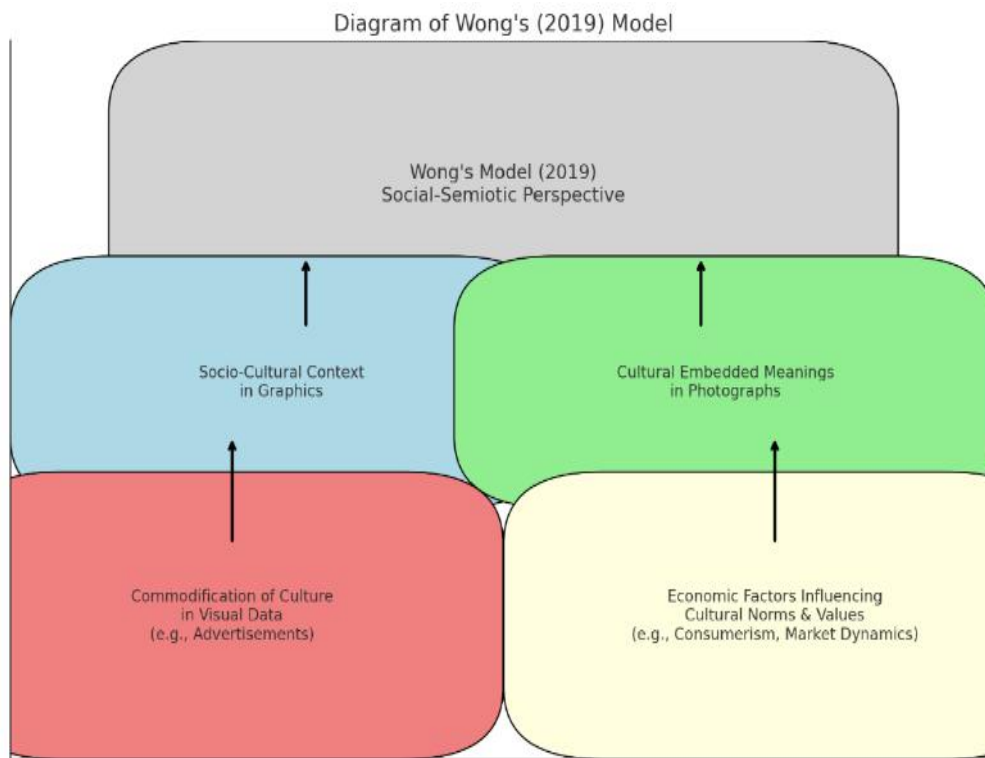 Diagram of Wong's (2019) Model
Wong's Model (2019)
Social-Semiotic Perspective
Socio-Cultural Context
in Graphics
Cultural Embedded Meanings
in Photographs
Commodification of Culture
in Visual Data
(e.g., Advertisements)
Economic Factors Influencing
Cultural Norms & Values
(e.g., Consumerism, Market Dynamics)